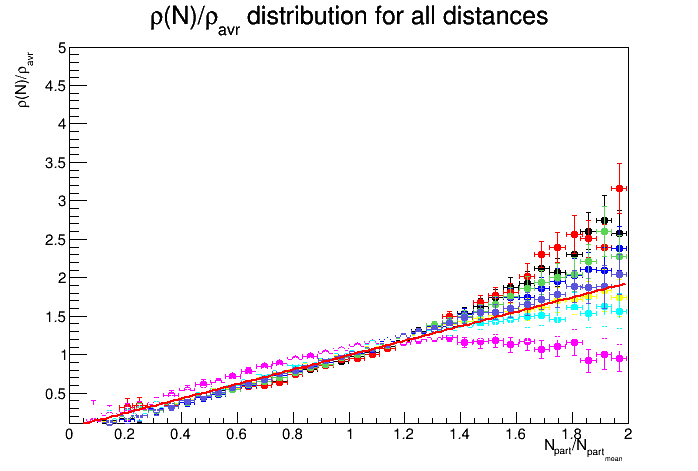 ρ(N)/ρavr distribution for all distances
ρ(N)/ρavr
5
4.5
4
3.5
3
2.5
2
1.5
1
0.5
0 0.2 0.4 0.6 0.8 1 1.2 1.4 1.6 1.8 2
Npart/Npartmean